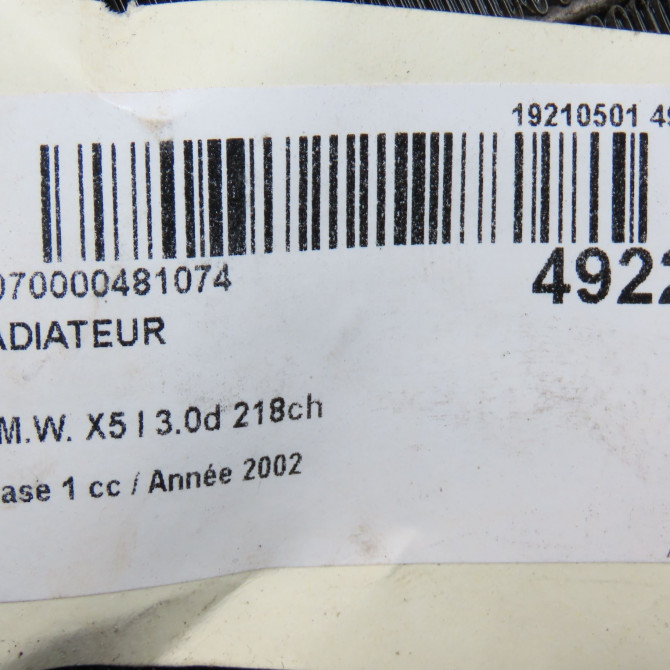 19210501 49
070000481074
4922
ADIATEUR
M.W. X5 I 3.0d 218ch
ase 1 cc / Année 2002